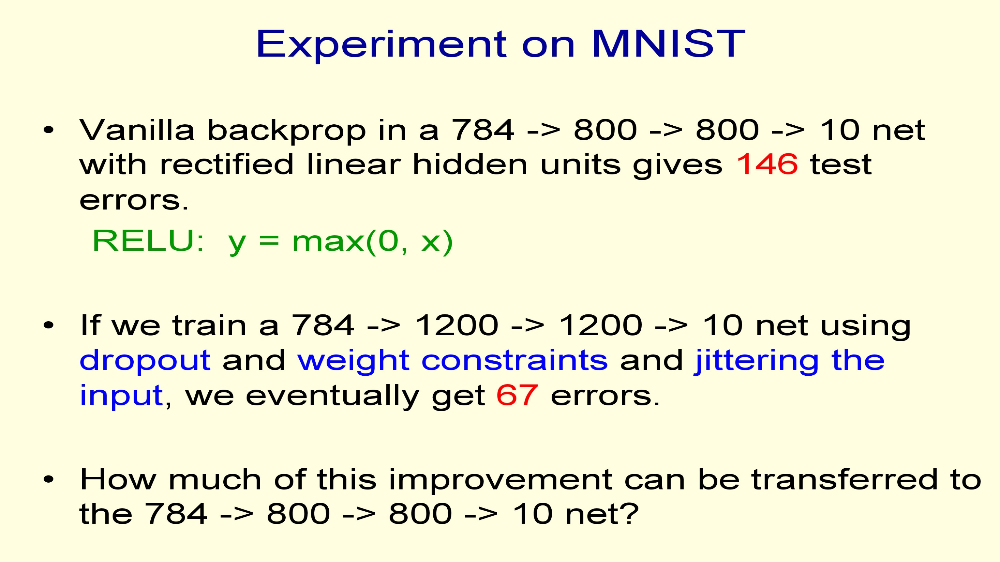 Experiment on MNIST
• Vanilla backprop in a 784 -> 800 -> 800 -> 10 net
with rectified linear hidden units gives 146 test
errors.
RELU: y = max(0, x)
• If we train a 784 -> 1200 -> 1200 -> 10 net using
dropout and weight constraints and jittering the
input, we eventually get 67 errors.
• How much of this improvement can be transferred to
the 784 -> 800 -> 800 -> 10 net?